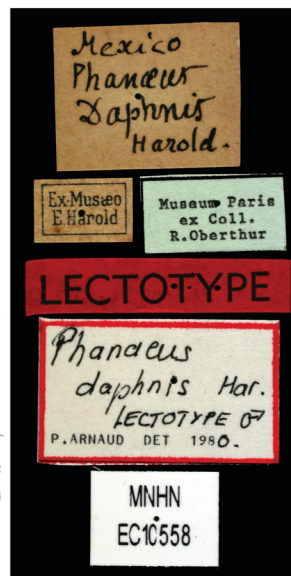 Mexico
Phanæus
Daphnis
Harold.
Ex-Musæo
E. Harold
Museum Paris
ex Coll.
R.Oberthur
LECTOTYPE
Phanaeus
daphnis Har.
LECTOTYPE ♂
P.ARNAUD DET 1980.
MNHN
EC10558